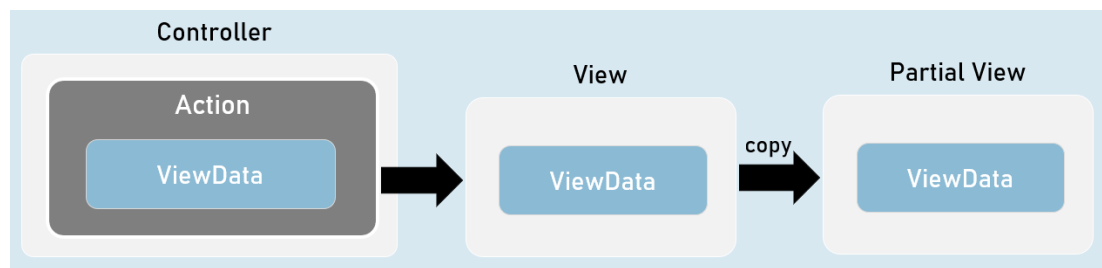 Controller
Action
ViewData
View
ViewData
copy
Partial View
ViewData